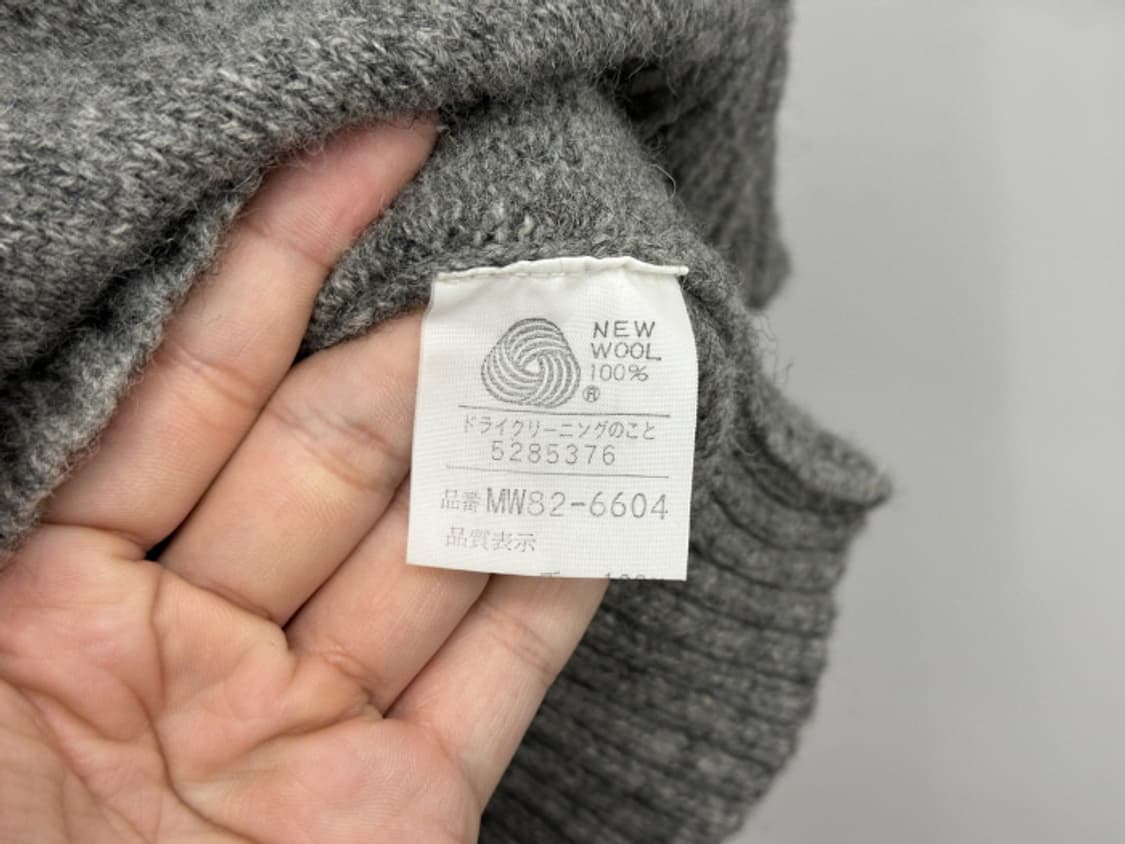 NEW
WOOL
100%
®
ドライクリーニングのこと
5285376
品番 MW82-6604
品質表示